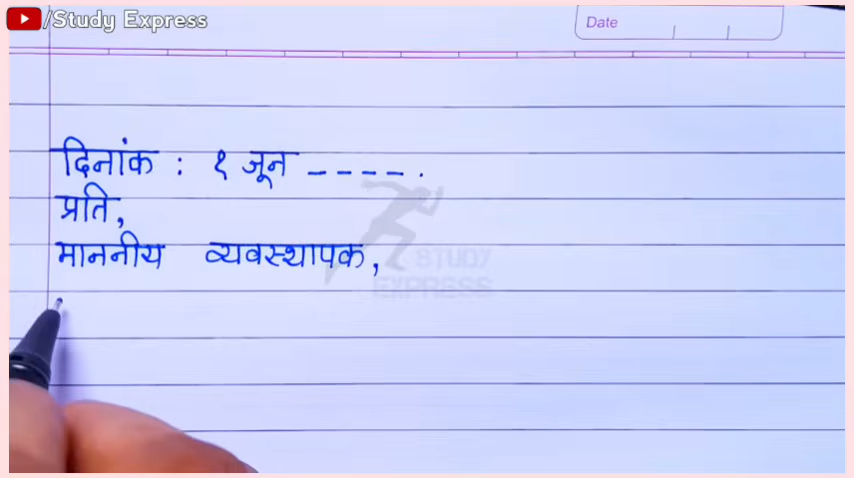 /Study Express
Date
दिनांक : १ जून ----.
प्रति,
माननीय व्यवस्थापक,
STUDY
EXPRESS